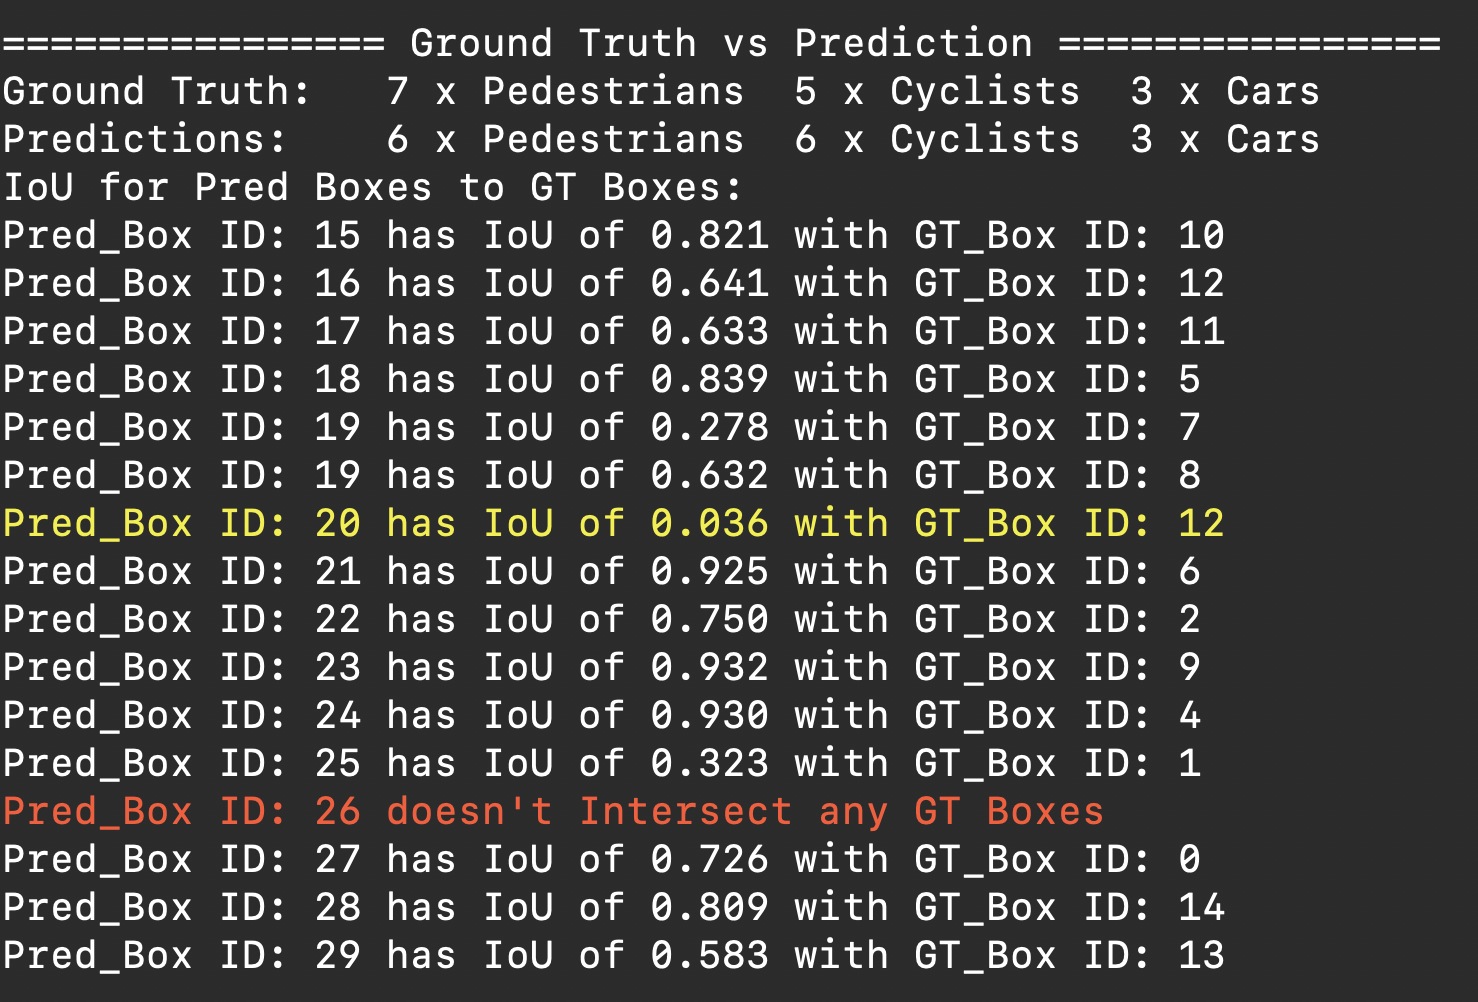 ================ Ground Truth vs Prediction ================
Ground Truth:   7 x Pedestrians  5 x Cyclists  3 x Cars
Predictions:    6 x Pedestrians  6 x Cyclists  3 x Cars
IoU for Pred Boxes to GT Boxes:
Pred_Box ID: 15 has IoU of 0.821 with GT_Box ID: 10
Pred_Box ID: 16 has IoU of 0.641 with GT_Box ID: 12
Pred_Box ID: 17 has IoU of 0.633 with GT_Box ID: 11
Pred_Box ID: 18 has IoU of 0.839 with GT_Box ID: 5
Pred_Box ID: 19 has IoU of 0.278 with GT_Box ID: 7
Pred_Box ID: 19 has IoU of 0.632 with GT_Box ID: 8
Pred_Box ID: 20 has IoU of 0.036 with GT_Box ID: 12
Pred_Box ID: 21 has IoU of 0.925 with GT_Box ID: 6
Pred_Box ID: 22 has IoU of 0.750 with GT_Box ID: 2
Pred_Box ID: 23 has IoU of 0.932 with GT_Box ID: 9
Pred_Box ID: 24 has IoU of 0.930 with GT_Box ID: 4
Pred_Box ID: 25 has IoU of 0.323 with GT_Box ID: 1
Pred_Box ID: 26 doesn't Intersect any GT Boxes
Pred_Box ID: 27 has IoU of 0.726 with GT_Box ID: 0
Pred_Box ID: 28 has IoU of 0.809 with GT_Box ID: 14
Pred_Box ID: 29 has IoU of 0.583 with GT_Box ID: 13